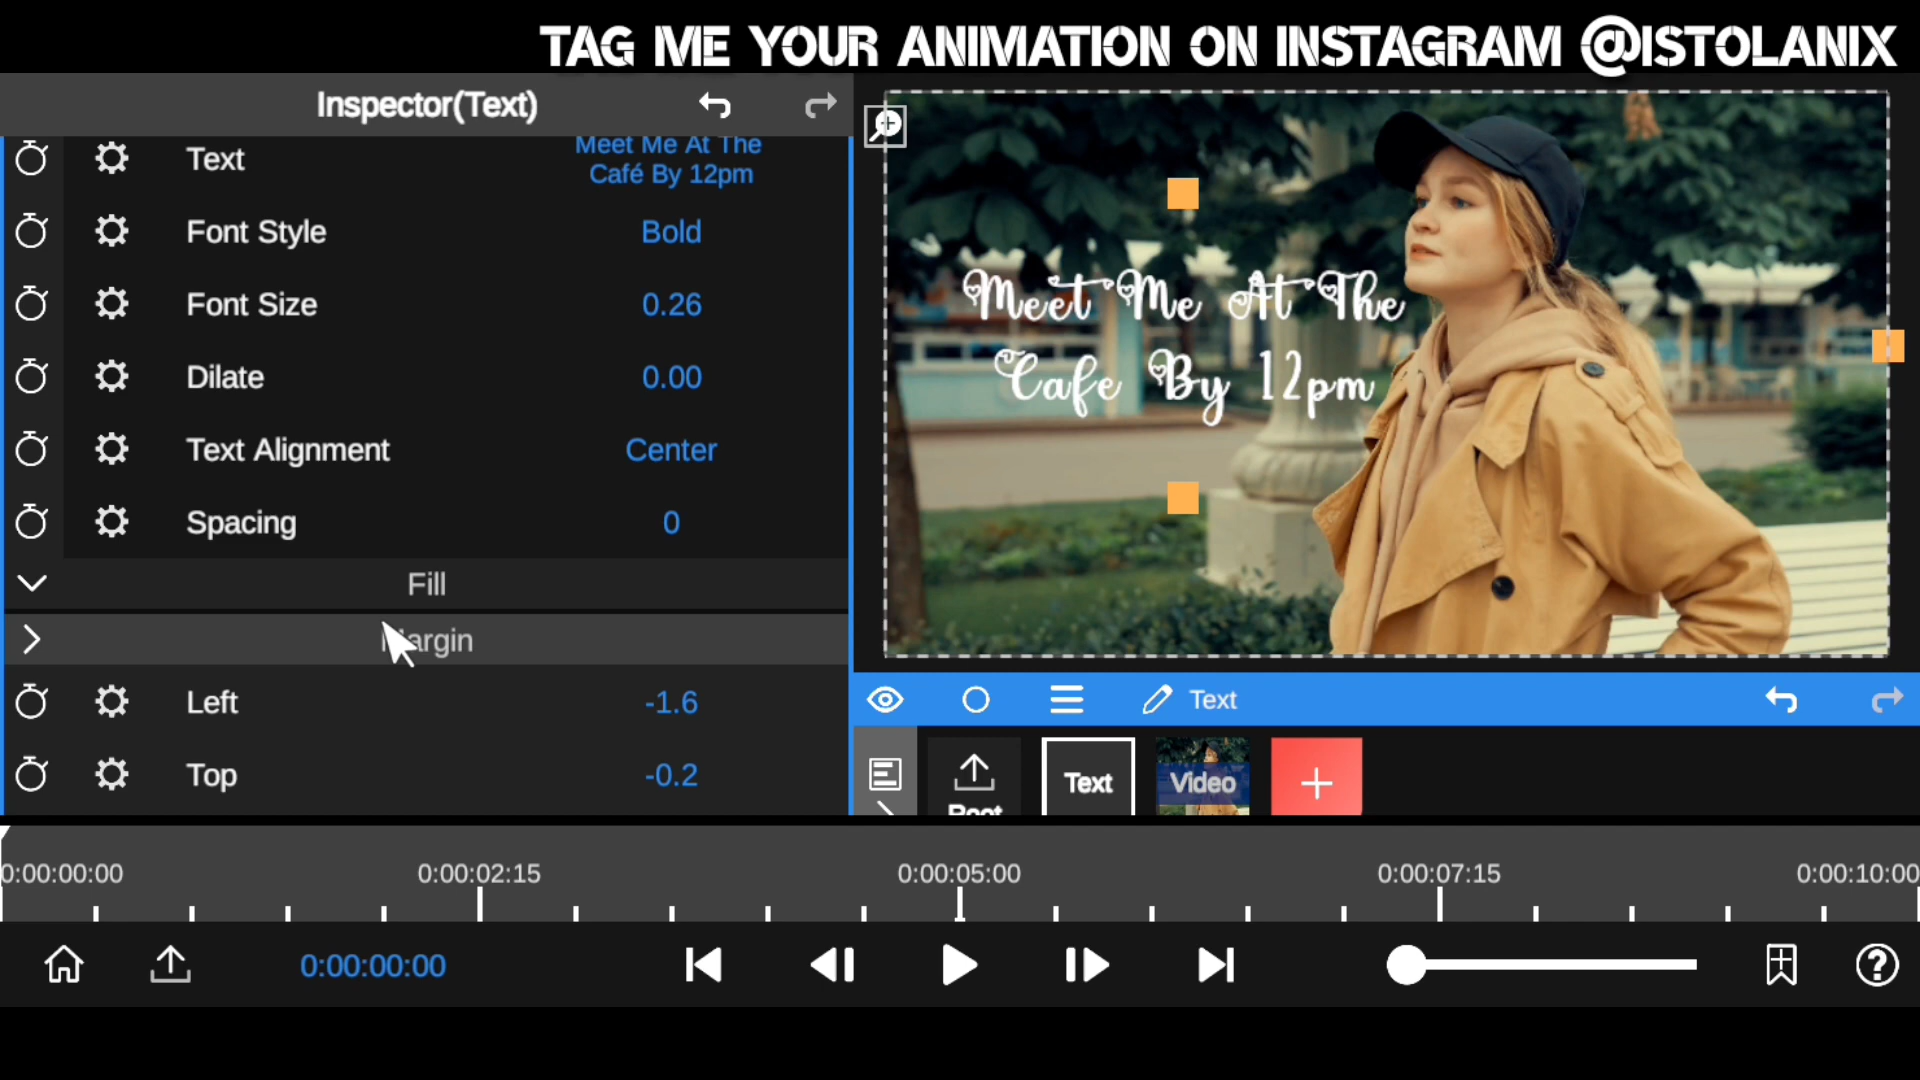 TAG ME YOUR ANIMATION ON INSTAGRAM @ISTOLANIX
Inspector(Text)
Text
Meet Me At The
Café By 12pm
Font Style Bold
Font Size 0.26
Dilate 0.00
Text Alignment Center
Spacing 0
Fill
Margin
Left -1.6
Top -0.2
Meet Me At The
Cafe By 12pm
Text
Root
Text
Video
0:00:00:00 0:00:02:15 0:00:05:00 0:00:07:15 0:00:10:00
0:00:00:00